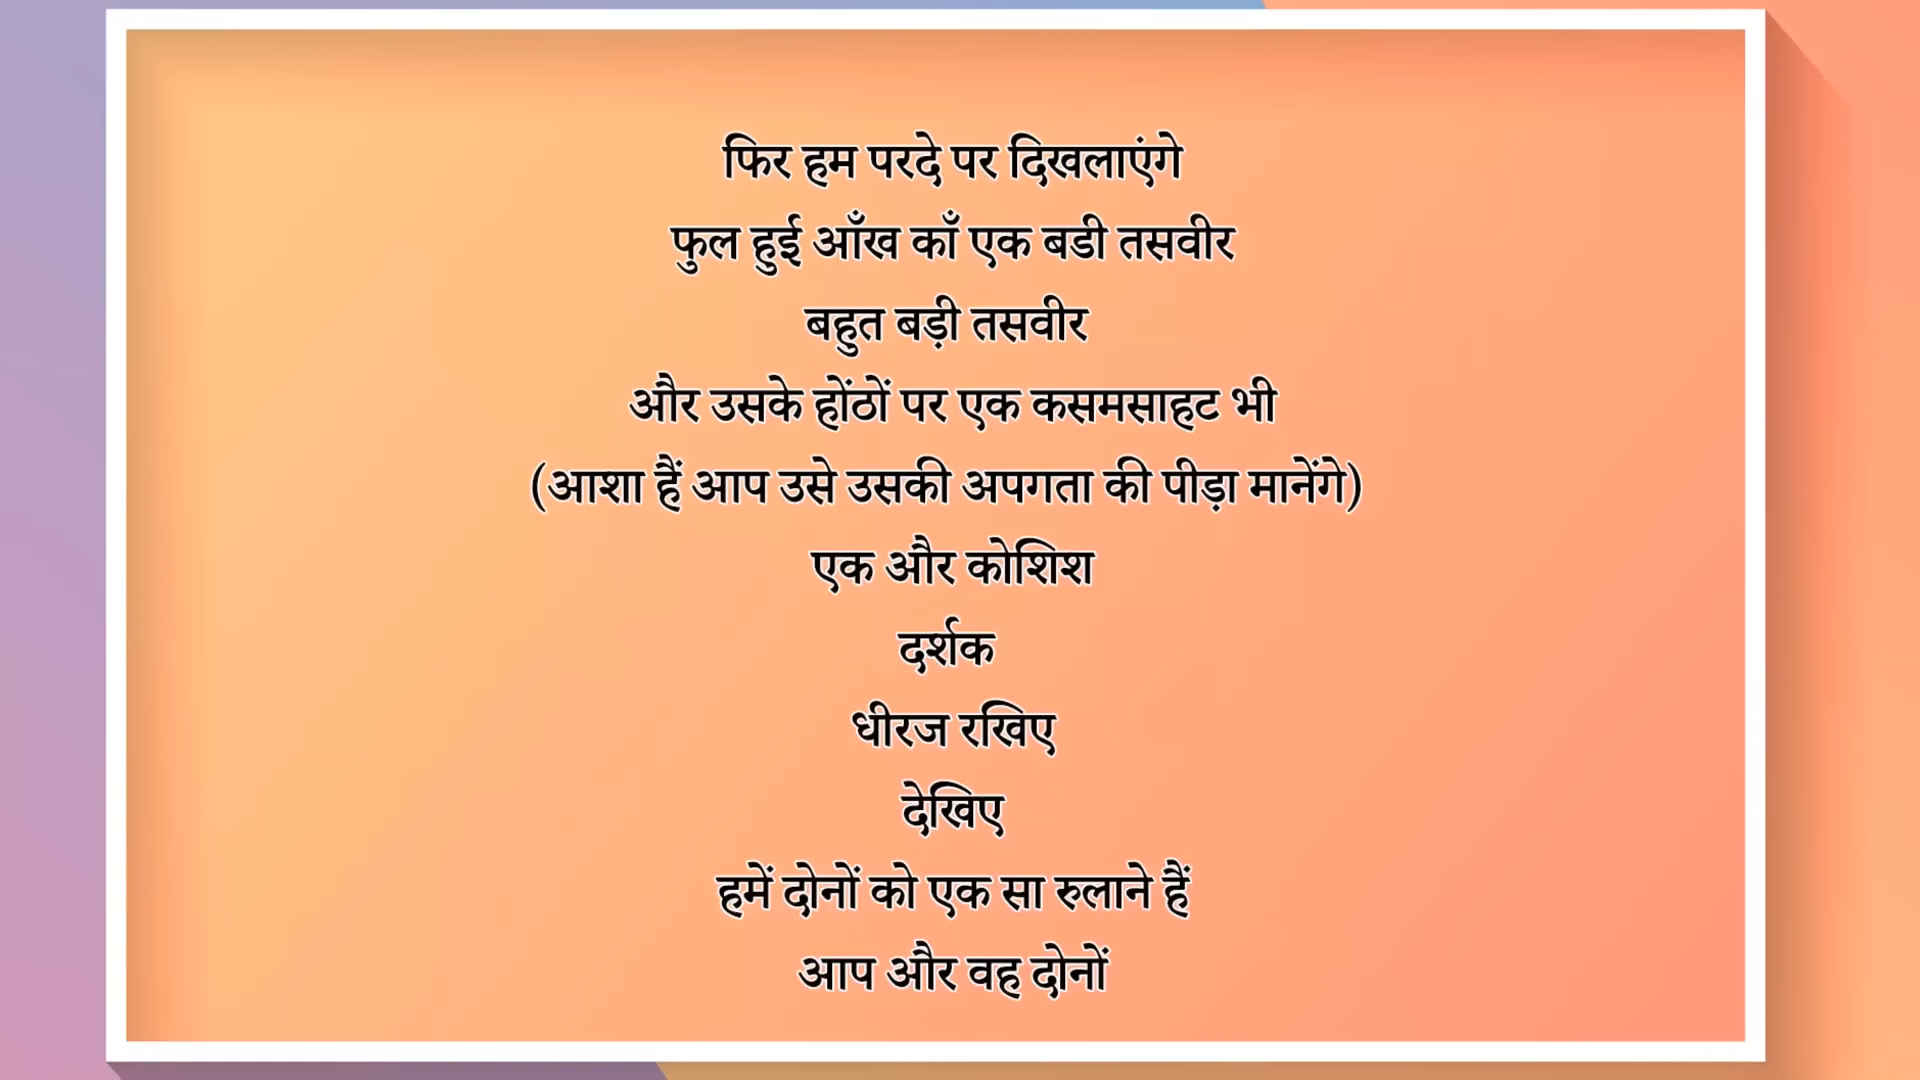 फिर हम परदे पर दिखलाएंगे
फुल हुई आँख काँ एक बडी तसवीर
बहुत बड़ी तसवीर
और उसके होंठों पर एक कसमसाहट भी
(आशा हैं आप उसे उसकी अपगता की पीड़ा मानेंगे)
एक और कोशिश
दर्शक
धीरज रखिए
देखिए
हमें दोनों को एक सा रुलाने हैं
आप और वह दोनों